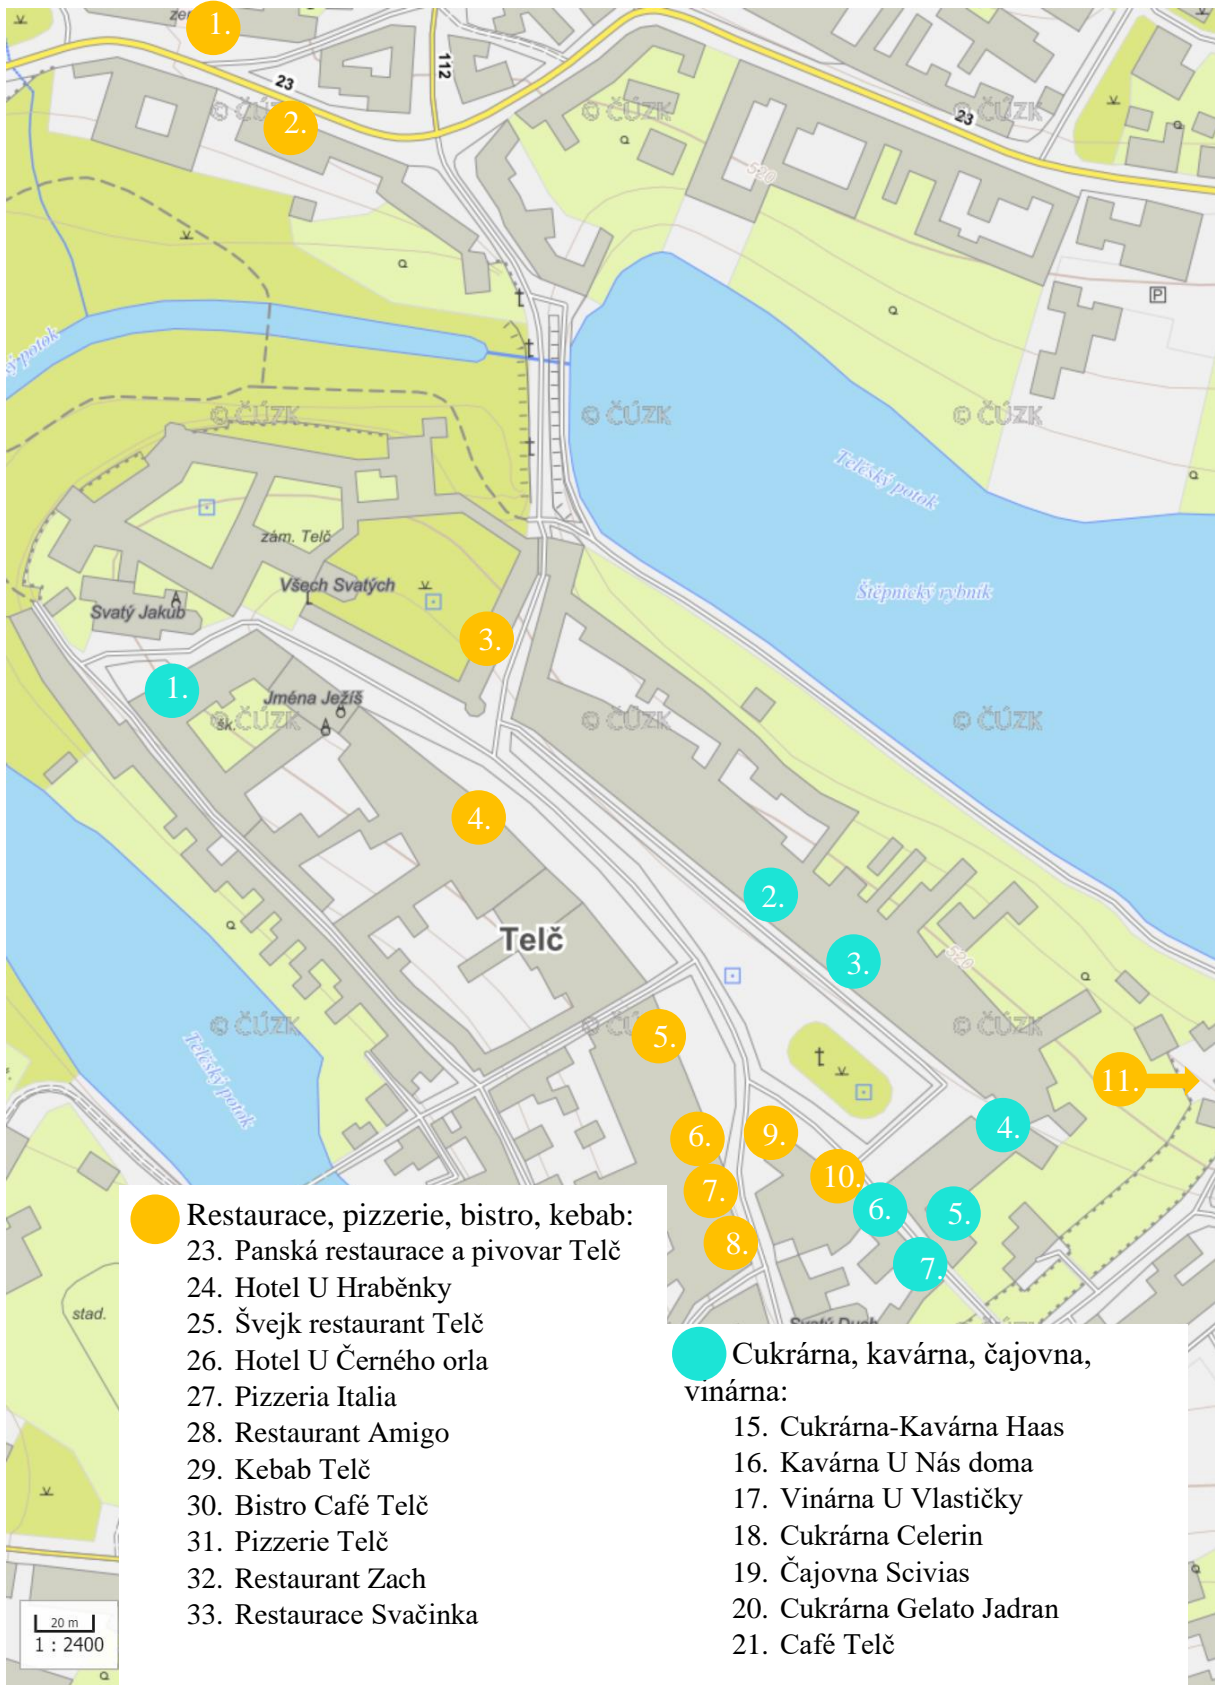 1.
23
112
© ČÚZK
2.
© ČÚZK
© ČÚZK
23
520
P
© ČÚZK
© ČÚZK
© ČÚZK
Telčský potok
zám. Telč
Všech Svatých
Svatý Jakub
Štěpnický rybník
3.
1.
Jména Ježíš
šk.
© ČÚZK
© ČÚZK
© ČÚZK
4.
2.
Telč
3.
520
© ČÚZK
© ČÚZK
5.
Telčský potok
11.
6.
9.
4.
7.
10.
6.
5.
8.
7.
stad.
Restaurace, pizzerie, bistro, kebab:
23. Panská restaurace a pivovar Telč
24. Hotel U Hraběnky
25. Švejk restaurant Telč
26. Hotel U Černého orla
27. Pizzeria Italia
28. Restaurant Amigo
29. Kebab Telč
30. Bistro Café Telč
31. Pizzerie Telč
32. Restaurant Zach
33. Restaurace Svačinka
Cukrárna, kavárna, čajovna,
vinárna:
15. Cukrárna-Kavárna Haas
16. Kavárna U Nás doma
17. Vinárna U Vlastičky
18. Cukrárna Celerin
19. Čajovna Scivias
20. Cukrárna Gelato Jadran
21. Café Telč
20 m
1 : 2400